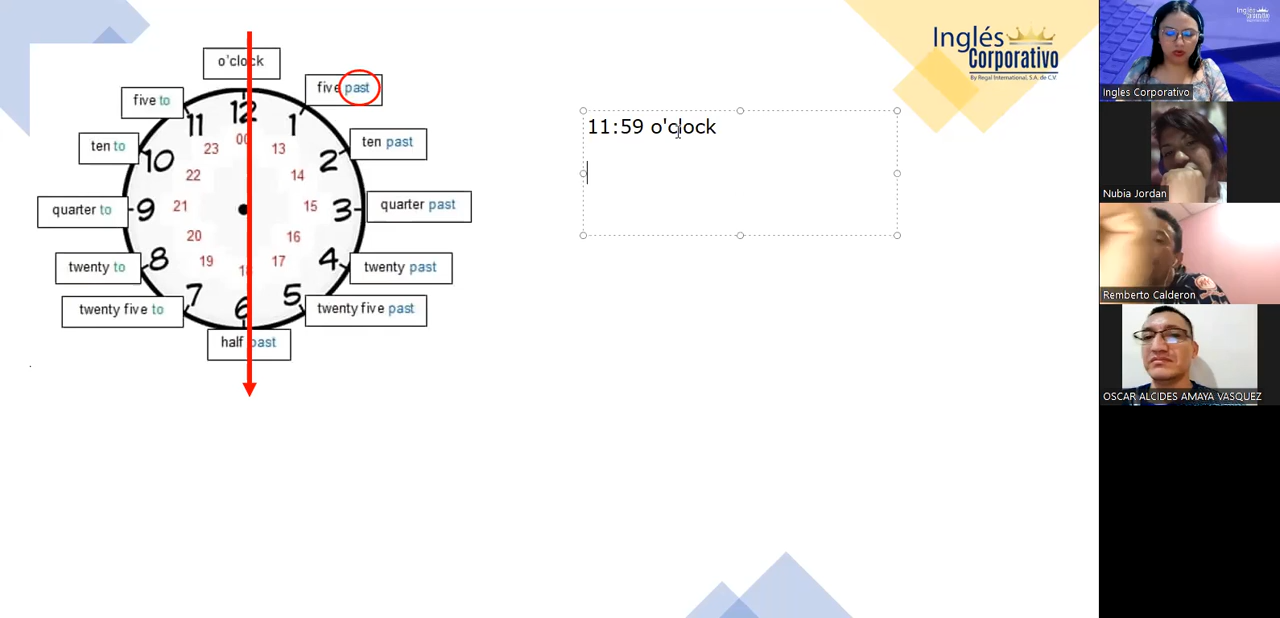 o'clock
five past
ten past
quarter past
twenty past
twenty five past
half past
twenty five to
twenty to
quarter to
ten to
five to
12
1
2
3
4
5
6
7
8
9
10
11
00
13
14
15
16
17
19
20
21
22
23
11:59 o'clock
Inglés
Corporativo
By Regal International, S.A. de C.V.
Ingles Corporativo
Nubia Jordan
Remberto Calderon
OSCAR ALCIDES AMAYA VASQUEZ